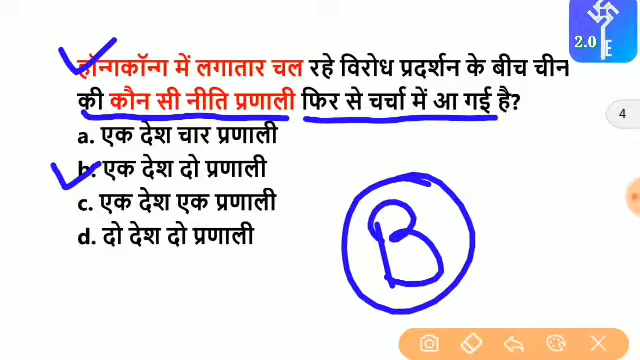 2.0 E
होन्गकॉन्ग में लगातार चल रहे विरोध प्रदर्शन के बीच चीन
की कौन सी नीति प्रणाली फिर से चर्चा में आ गई है?
4
a. एक देश चार प्रणाली
b. एक देश दो प्रणाली
c. एक देश एक प्रणाली
d. दो देश दो प्रणाली
B